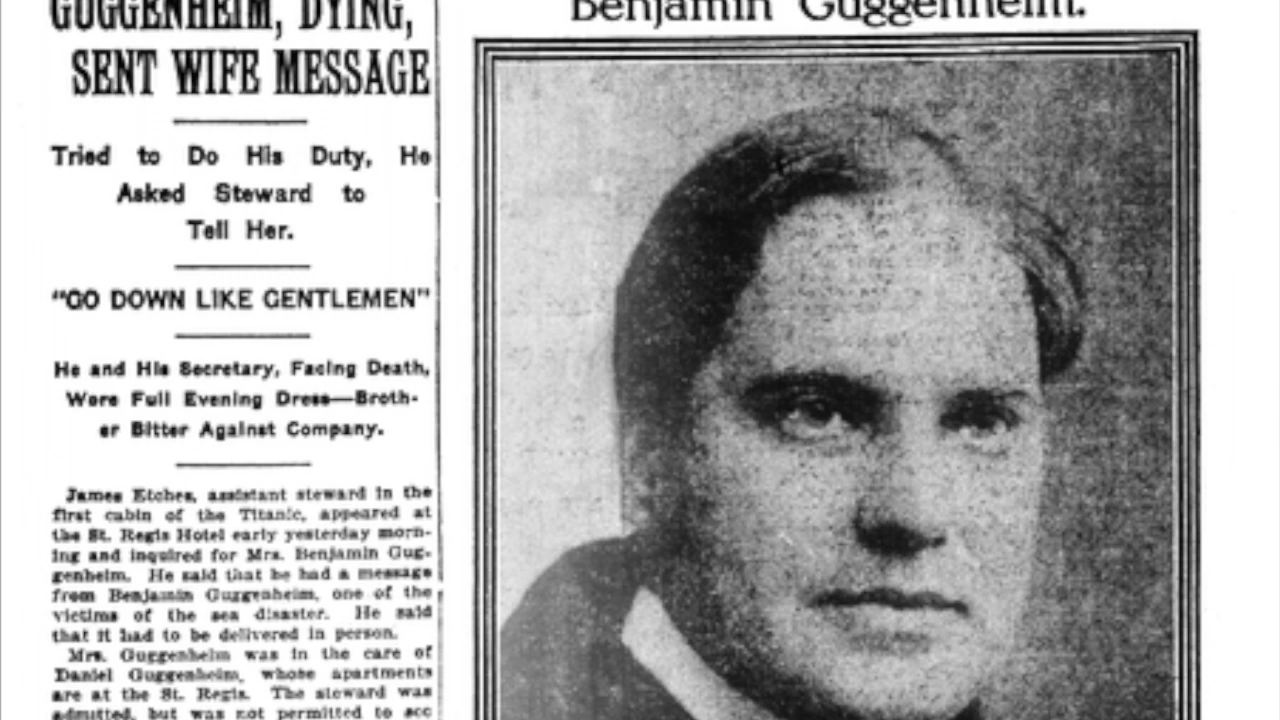 GUGGENHEIM, DYING,
SENT WIFE MESSAGE
Tried to Do His Duty, He
Asked Steward to
Tell Her.
"GO DOWN LIKE GENTLEMEN"
He and His Secretary, Facing Death,
Wore Full Evening Dress—Broth-
er Bitter Against Company.
James Etches, assistant steward in the
first cabin of the Titanic, appeared at
the St. Regis Hotel early yesterday morn-
ing and inquired for Mrs. Benjamin Gug-
genheim. He said that he had a message
from Benjamin Guggenheim, one of the
victims of the sea disaster. He said
that it had to be delivered in person.
Mrs. Guggenheim was in the care of
Daniel Guggenheim, whose apartments
are at the St. Regis. The steward was
admitted, but was not permitted to
Benjamin Guggenheim.